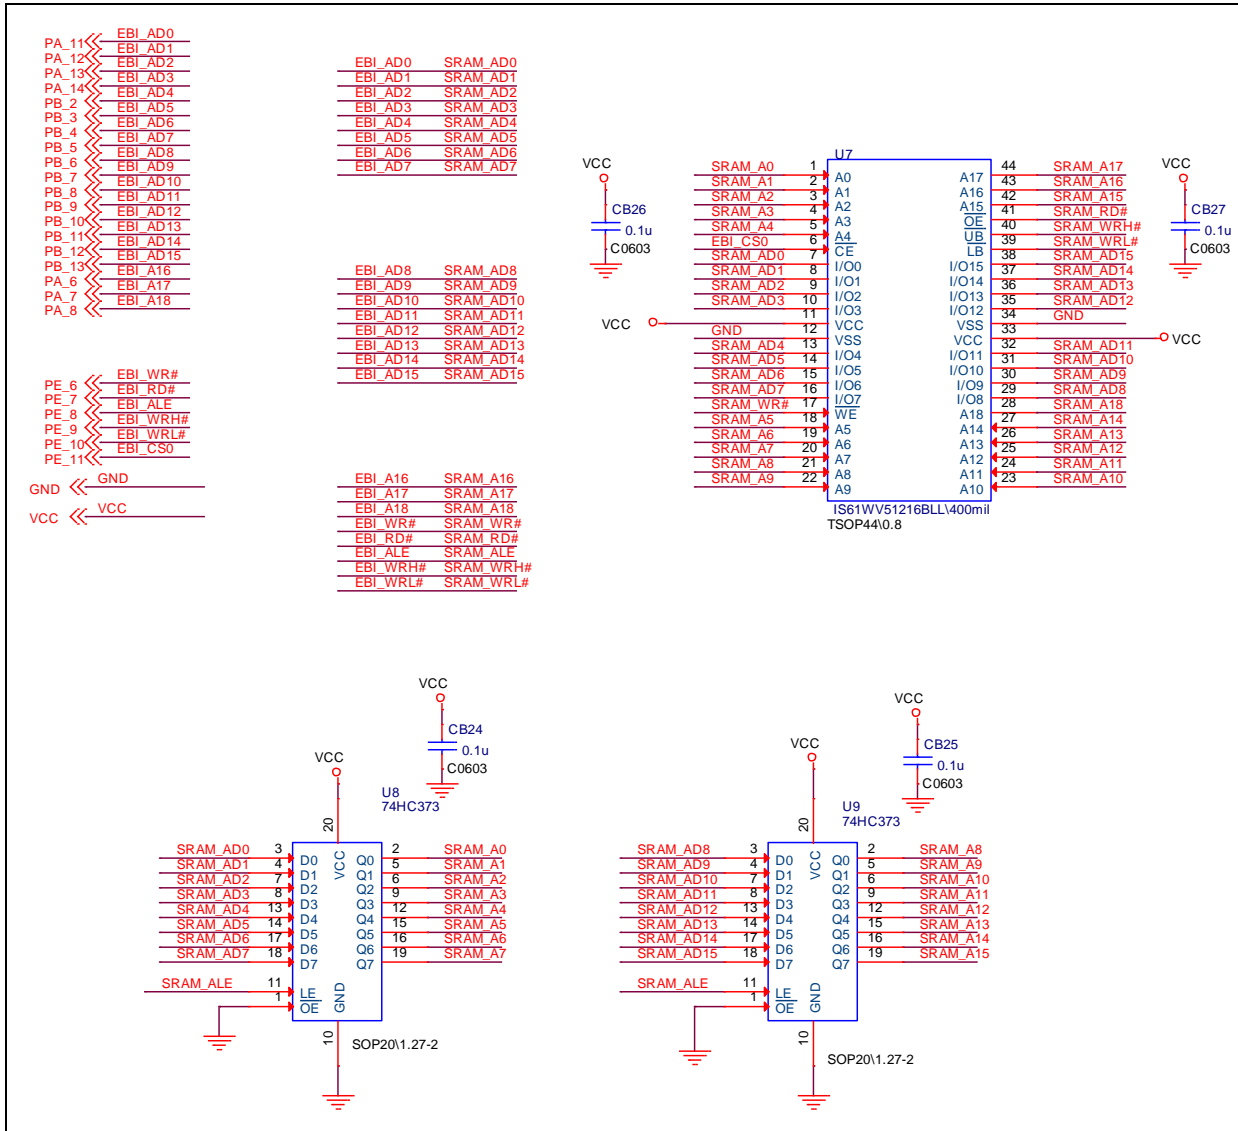 PA_11 EBI_AD0
PA_12 EBI_AD1
PA_13 EBI_AD2
PA_14 EBI_AD3
PB_2 EBI_AD4
PB_3 EBI_AD5
PB_4 EBI_AD6
PB_5 EBI_AD7
PB_6 EBI_AD8
PB_7 EBI_AD9
PB_8 EBI_AD10
PB_9 EBI_AD11
PB_10 EBI_AD12
PB_11 EBI_AD13
PB_12 EBI_AD14
PB_13 EBI_AD15
PA_6 EBI_A16
PA_7 EBI_A17
PA_8 EBI_A18
PE_6 EBI_WR#
PE_7 EBI_RD#
PE_8 EBI_ALE
PE_9 EBI_WRH#
PE_10 EBI_WRL#
PE_11 EBI_CS0
GND GND
VCC VCC
EBI_AD0 SRAM_AD0
EBI_AD1 SRAM_AD1
EBI_AD2 SRAM_AD2
EBI_AD3 SRAM_AD3
EBI_AD4 SRAM_AD4
EBI_AD5 SRAM_AD5
EBI_AD6 SRAM_AD6
EBI_AD7 SRAM_AD7
EBI_AD8 SRAM_AD8
EBI_AD9 SRAM_AD9
EBI_AD10 SRAM_AD10
EBI_AD11 SRAM_AD11
EBI_AD12 SRAM_AD12
EBI_AD13 SRAM_AD13
EBI_AD14 SRAM_AD14
EBI_AD15 SRAM_AD15
EBI_A16 SRAM_A16
EBI_A17 SRAM_A17
EBI_A18 SRAM_A18
EBI_WR# SRAM_WR#
EBI_RD# SRAM_RD#
EBI_ALE SRAM_ALE
EBI_WRH# SRAM_WRH#
EBI_WRL# SRAM_WRL#
VCC
CB26
0.1u
C0603
U7
SRAM_A0 1 A0 A17 44 SRAM_A17
SRAM_A1 2 A1 A16 43 SRAM_A16
SRAM_A2 3 A2 A15 42 SRAM_A15
SRAM_A3 4 A3 OE 41 SRAM_RD#
SRAM_A4 5 A4 UB 40 SRAM_WRH#
EBI_CS0 6 CE LB 39 SRAM_WRL#
SRAM_AD0 7 I/O0 I/O15 38 SRAM_AD15
SRAM_AD1 8 I/O1 I/O14 37 SRAM_AD14
SRAM_AD2 9 I/O2 I/O13 36 SRAM_AD13
SRAM_AD3 10 I/O3 I/O12 35 SRAM_AD12
VCC 11 VCC VSS 34 GND
GND 12 VSS VCC 33 VCC
SRAM_AD4 13 I/O4 I/O11 32 SRAM_AD11
SRAM_AD5 14 I/O5 I/O10 31 SRAM_AD10
SRAM_AD6 15 I/O6 I/O9 30 SRAM_AD9
SRAM_AD7 16 I/O7 I/O8 29 SRAM_AD8
SRAM_WR# 17 WE A18 28 SRAM_A18
SRAM_A5 18 A5 A14 27 SRAM_A14
SRAM_A6 19 A6 A13 26 SRAM_A13
SRAM_A7 20 A7 A12 25 SRAM_A12
SRAM_A8 21 A8 A11 24 SRAM_A11
SRAM_A9 22 A9 A10 23 SRAM_A10
IS61WV51216BLL\400mil
TSOP44\0.8
VCC
CB27
0.1u
C0603
VCC
CB24
0.1u
C0603
VCC
U8
74HC373
20
VCC
SRAM_AD0 3 D0 Q0 2 SRAM_A0
SRAM_AD1 4 D1 Q1 5 SRAM_A1
SRAM_AD2 7 D2 Q2 6 SRAM_A2
SRAM_AD3 8 D3 Q3 9 SRAM_A3
SRAM_AD4 13 D4 Q4 12 SRAM_A4
SRAM_AD5 14 D5 Q5 15 SRAM_A5
SRAM_AD6 17 D6 Q6 16 SRAM_A6
SRAM_AD7 18 D7 Q7 19 SRAM_A7
SRAM_ALE 11 LE
1 OE
GND
10
SOP20\1.27-2
VCC
CB25
0.1u
C0603
VCC
U9
74HC373
20
VCC
SRAM_AD8 3 D0 Q0 2 SRAM_A8
SRAM_AD9 4 D1 Q1 5 SRAM_A9
SRAM_AD10 7 D2 Q2 6 SRAM_A10
SRAM_AD11 8 D3 Q3 9 SRAM_A11
SRAM_AD12 13 D4 Q4 12 SRAM_A12
SRAM_AD13 14 D5 Q5 15 SRAM_A13
SRAM_AD14 17 D6 Q6 16 SRAM_A14
SRAM_AD15 18 D7 Q7 19 SRAM_A15
SRAM_ALE 11 LE
1 OE
GND
10
SOP20\1.27-2